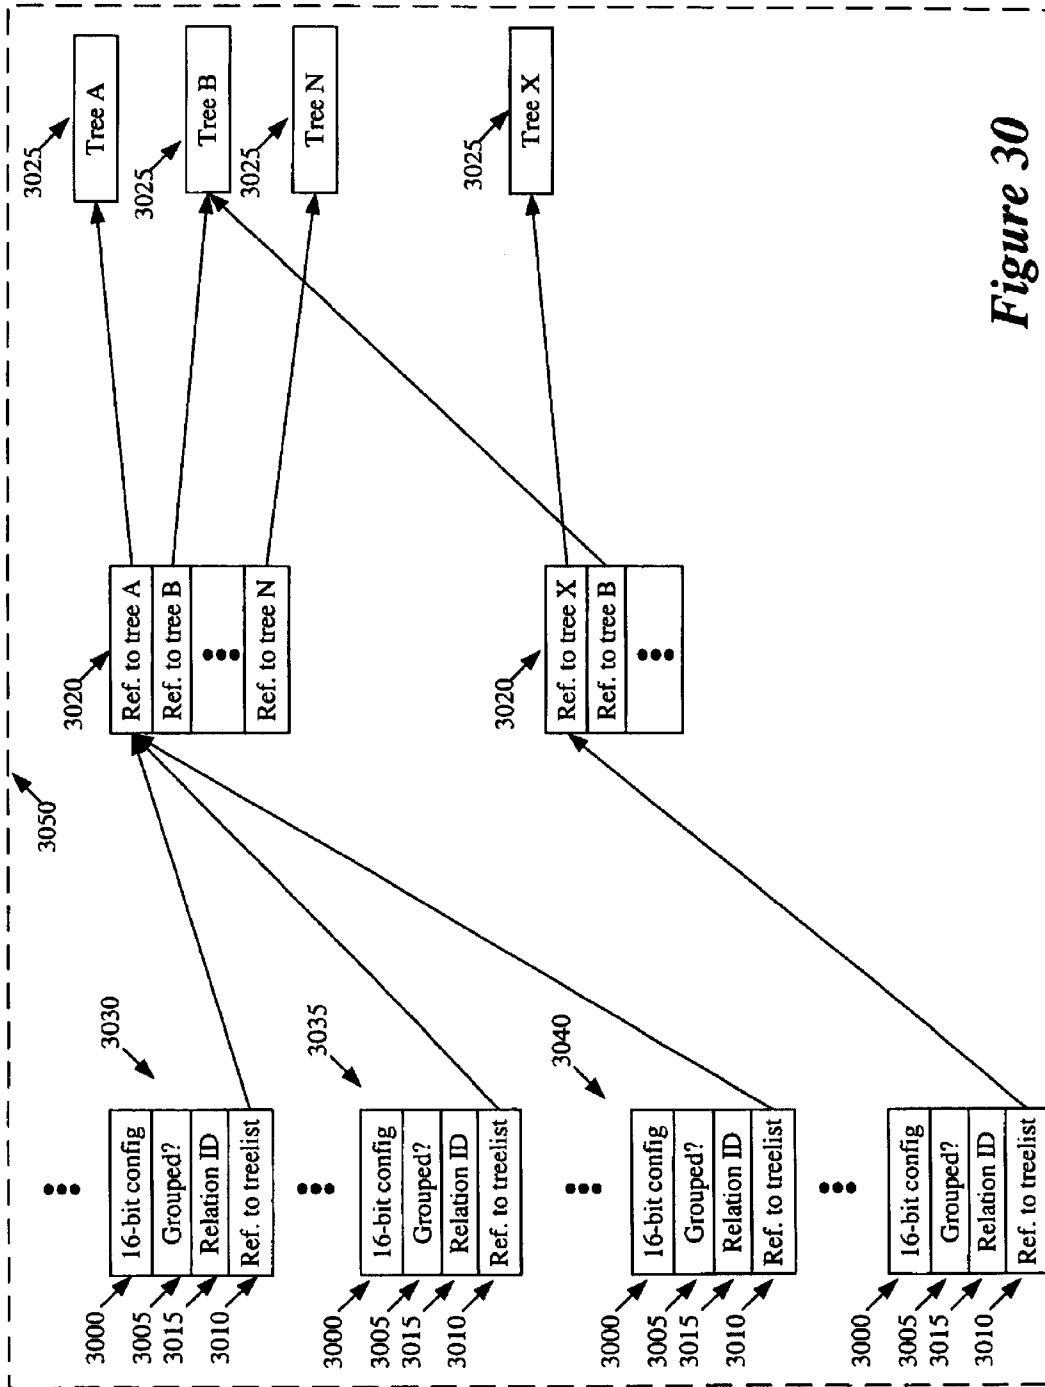 3050
3030
3000
16-bit config
3005
Grouped?
3015
Relation ID
3010
Ref. to treelist
3035
3000
16-bit config
3005
Grouped?
3015
Relation ID
3010
Ref. to treelist
3040
3000
16-bit config
3005
Grouped?
3015
Relation ID
3010
Ref. to treelist
3000
16-bit config
3005
Grouped?
3015
Relation ID
3010
Ref. to treelist
3020
Ref. to tree A
Ref. to tree B
Ref. to tree N
3020
Ref. to tree X
Ref. to tree B
3025
Tree A
3025
Tree B
3025
Tree N
3025
Tree X
Figure 30